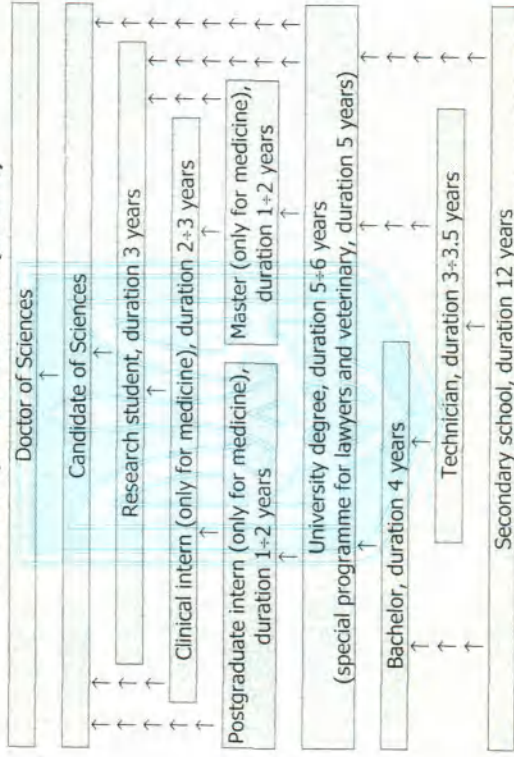 Doctor of Sciences
↑
Candidate of Sciences
↑
Research student, duration 3 years
↑
Clinical intern (only for medicine), duration 2÷3 years
↑ ↑
Postgraduate intern (only for medicine),
duration 1÷2 years
Master (only for medicine),
duration 1÷2 years
↑ ↑
University degree, duration 5÷6 years
(special programme for lawyers and veterinary, duration 5 years)
↑ ↑ ↑
Bachelor, duration 4 years
↑
Technician, duration 3÷3.5 years
↑ ↑ ↑
Secondary school, duration 12 years